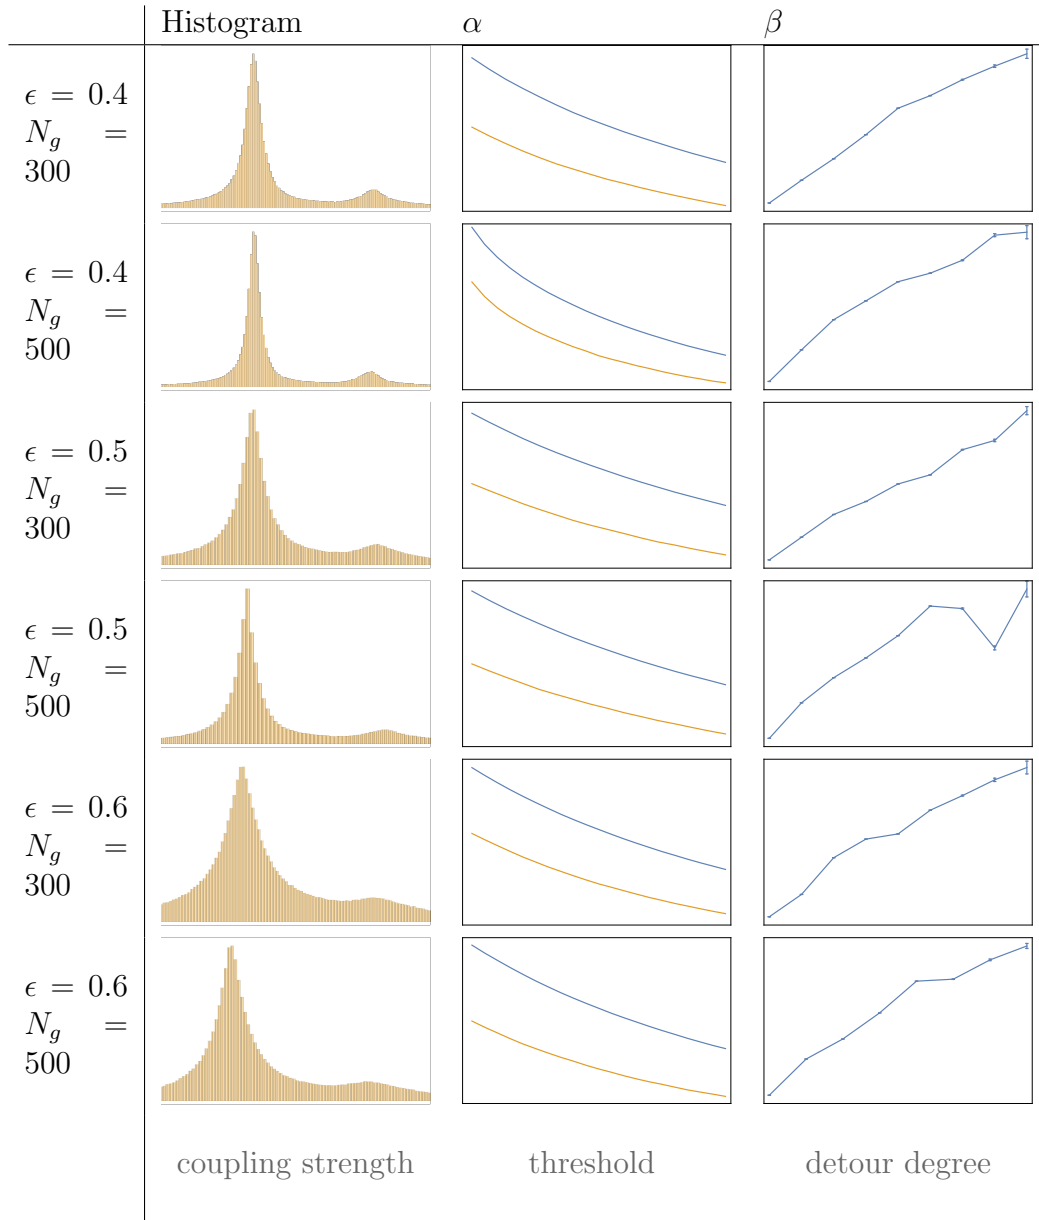 Histogram α β
ϵ = 0.4
N_g =
300
ϵ = 0.4
N_g =
500
ϵ = 0.5
N_g =
300
ϵ = 0.5
N_g =
500
ϵ = 0.6
N_g =
300
ϵ = 0.6
N_g =
500
coupling strength threshold detour degree